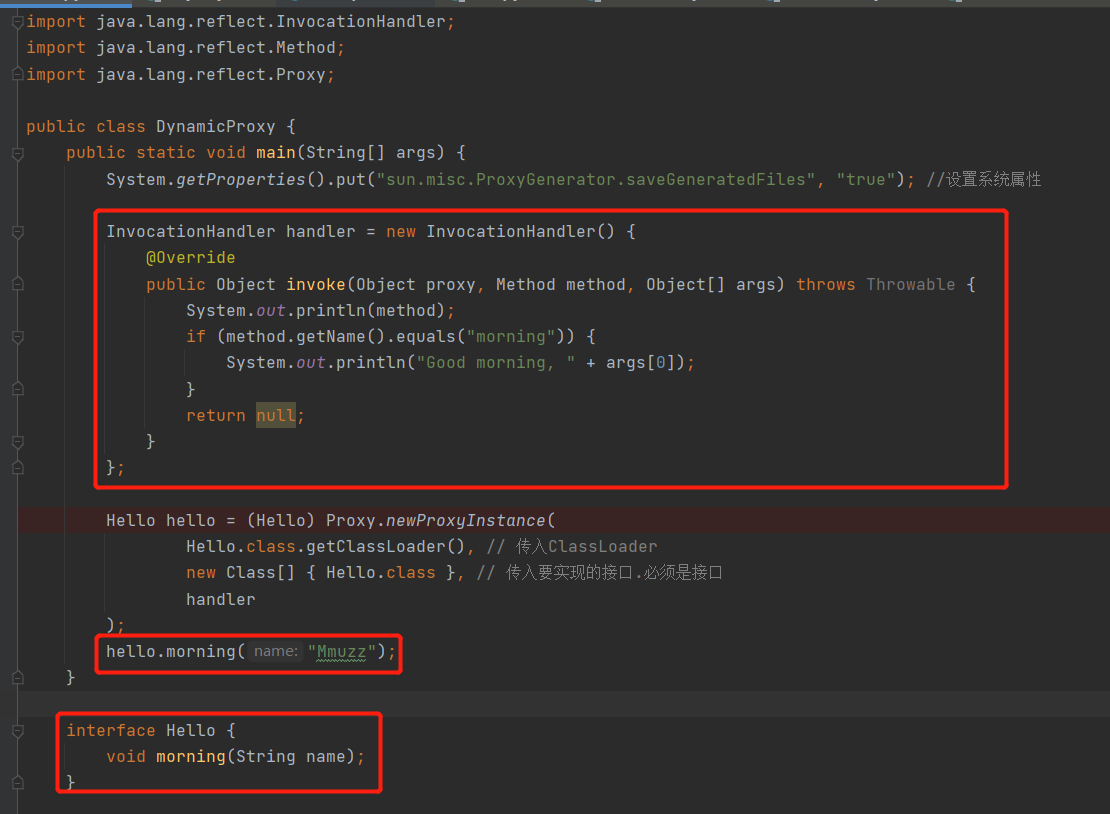 import java.lang.reflect.InvocationHandler;
import java.lang.reflect.Method;
import java.lang.reflect.Proxy;
public class DynamicProxy {
    public static void main(String[] args) {
        System.getProperties().put("sun.misc.ProxyGenerator.saveGeneratedFiles", "true"); //设置系统属性
        InvocationHandler handler = new InvocationHandler() {
            @Override
            public Object invoke(Object proxy, Method method, Object[] args) throws Throwable {
                System.out.println(method);
                if (method.getName().equals("morning")) {
                    System.out.println("Good morning, " + args[0]);
                }
                return null;
            }
        };
        Hello hello = (Hello) Proxy.newProxyInstance(
                Hello.class.getClassLoader(), // 传入ClassLoader
                new Class[] { Hello.class }, // 传入要实现的接口.必须是接口
                handler
        );
        hello.morning( name: "Mmuzz");
    }
    interface Hello {
        void morning(String name);
    }